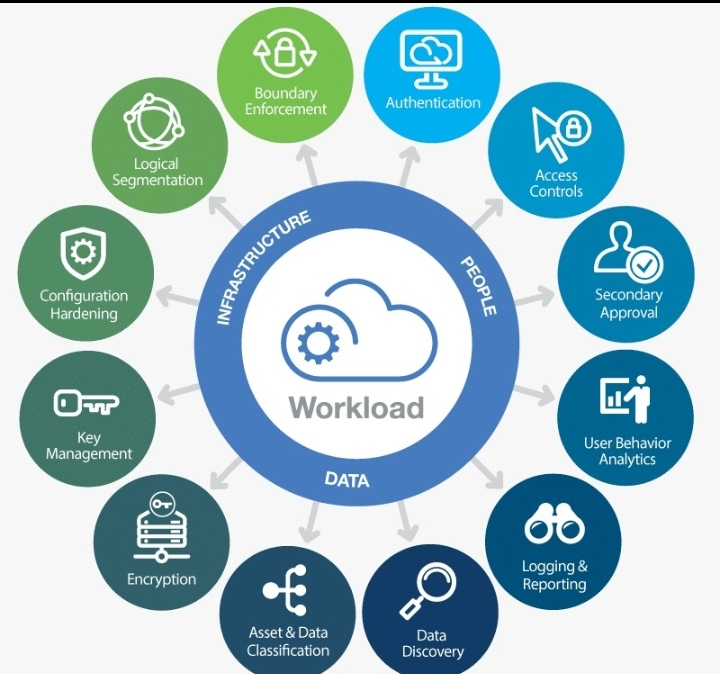 Boundary
Enforcement
Authentication
Access
Controls
Secondary
Approval
User Behavior
Analytics
Logging &
Reporting
Data
Discovery
Asset & Data
Classification
Encryption
Key
Management
Configuration
Hardening
Logical
Segmentation
INFRASTRUCTURE
PEOPLE
DATA
Workload